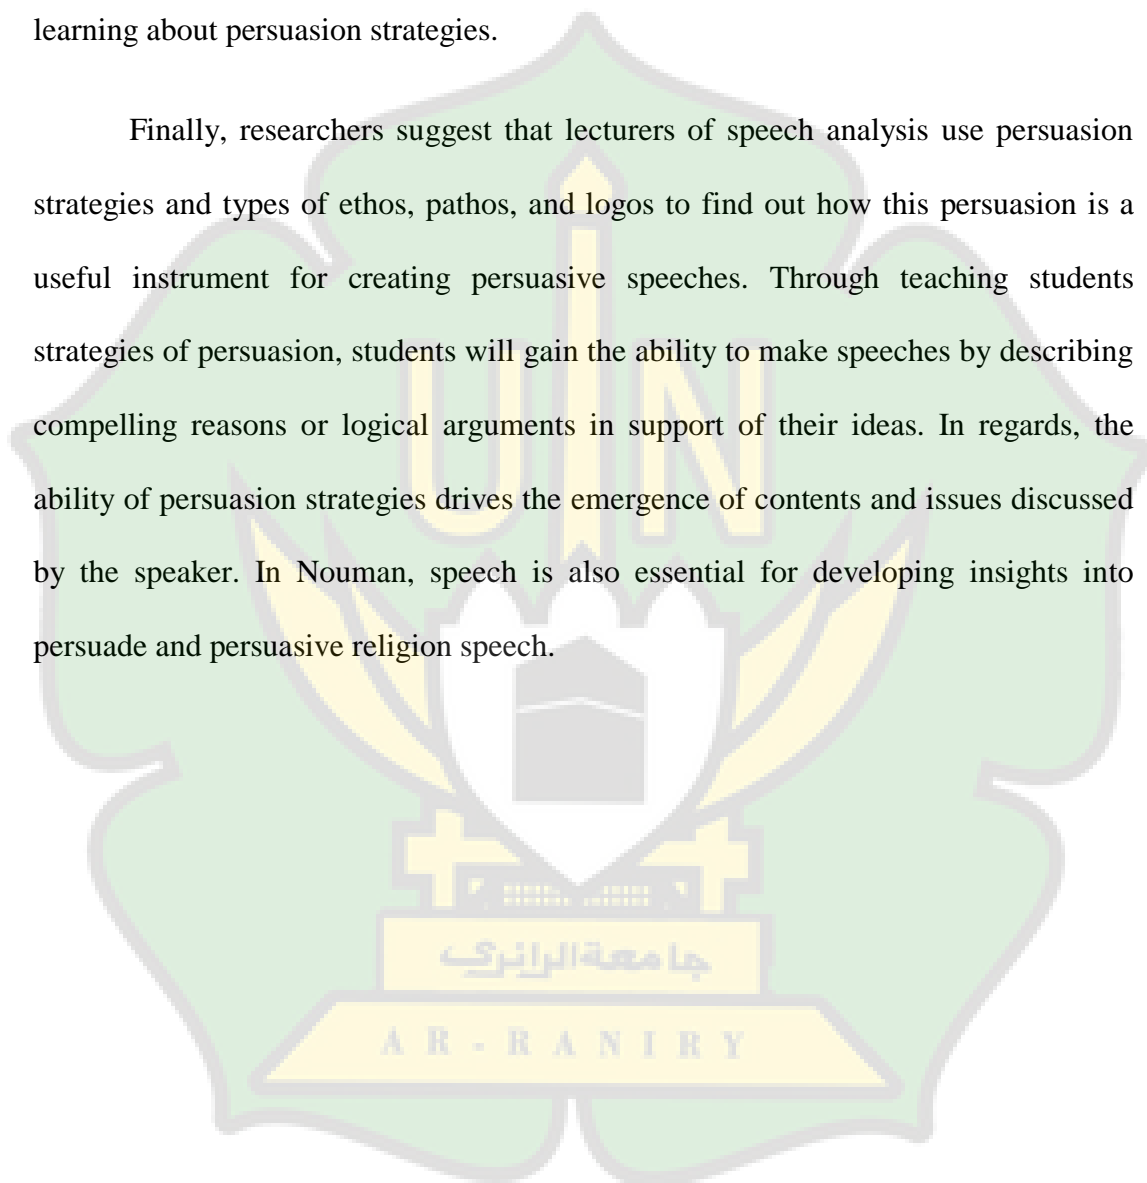 learning about persuasion strategies.
Finally, researchers suggest that lecturers of speech analysis use persuasion
strategies and types of ethos, pathos, and logos to find out how this persuasion is a
useful instrument for creating persuasive speeches. Through teaching students
strategies of persuasion, students will gain the ability to make speeches by describing
compelling reasons or logical arguments in support of their ideas. In regards, the
ability of persuasion strategies drives the emergence of contents and issues discussed
by the speaker. In Nouman, speech is also essential for developing insights into
persuade and persuasive religion speech.
UIN
جامعة الرانري
AR-RANIRY